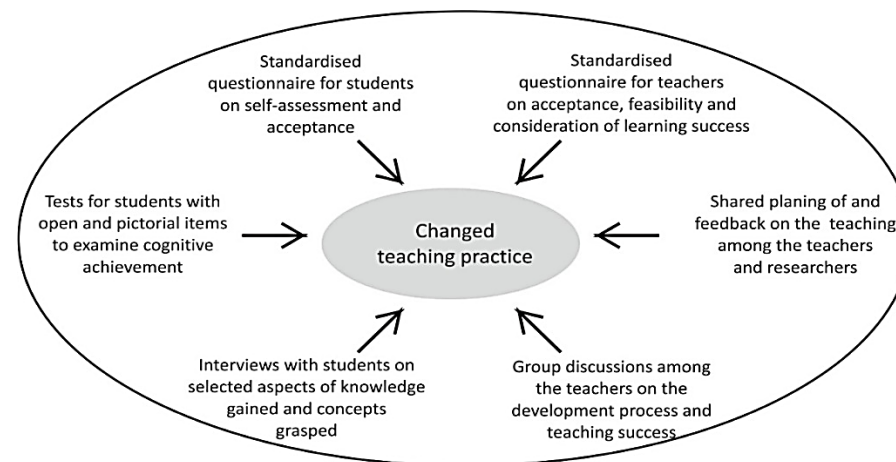 Standardised
questionnaire for students
on self-assessment and
acceptance
Standardised
questionnaire for teachers
on acceptance, feasibility and
consideration of learning success
Tests for students with
open and pictorial items
to examine cognitive
achievement
Changed
teaching practice
Shared planing of and
feedback on the teaching
among the teachers
and researchers
Interviews with students on
selected aspects of knowledge
gained and concepts
grasped
Group discussions among
the teachers on the
development process and
teaching success